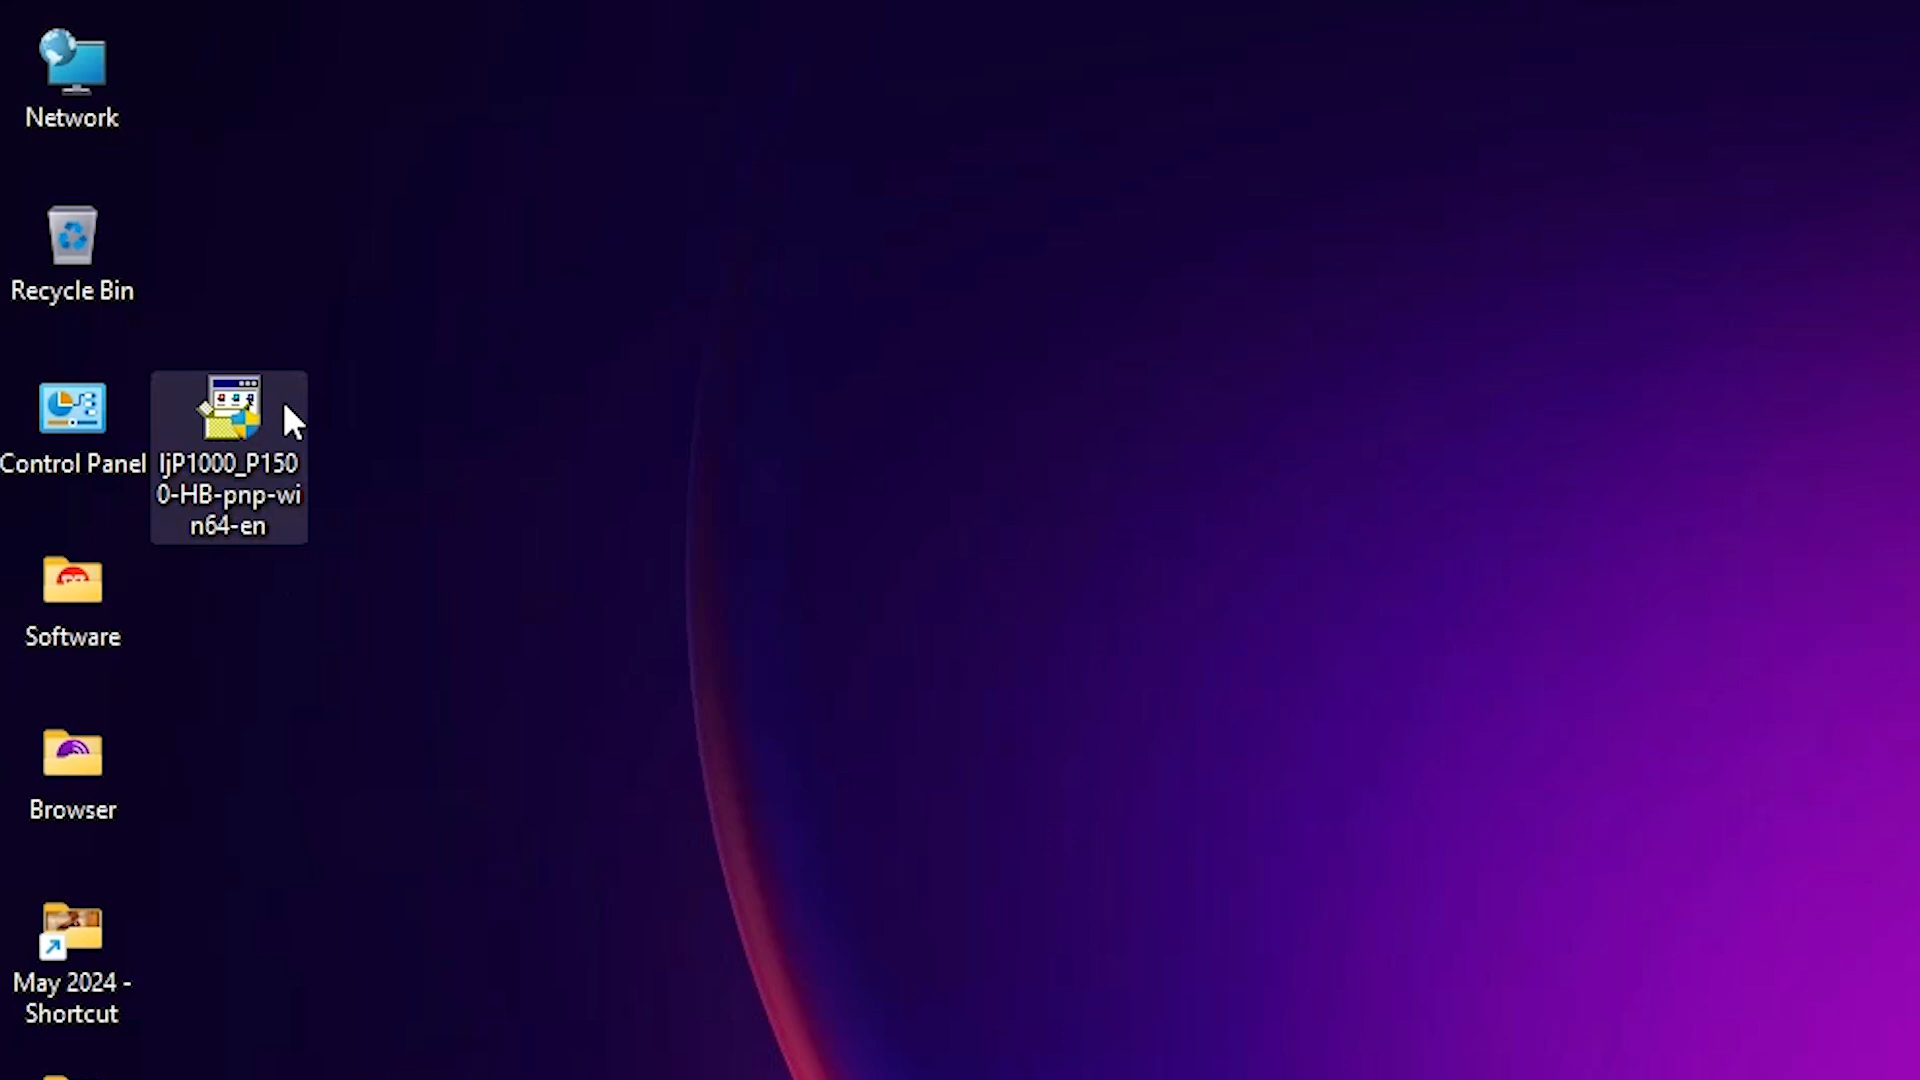 Network
Recycle Bin
Control Panel
ljP1000_P150
0-HB-pnp-wi
n64-en
Software
Browser
May 2024 -
Shortcut